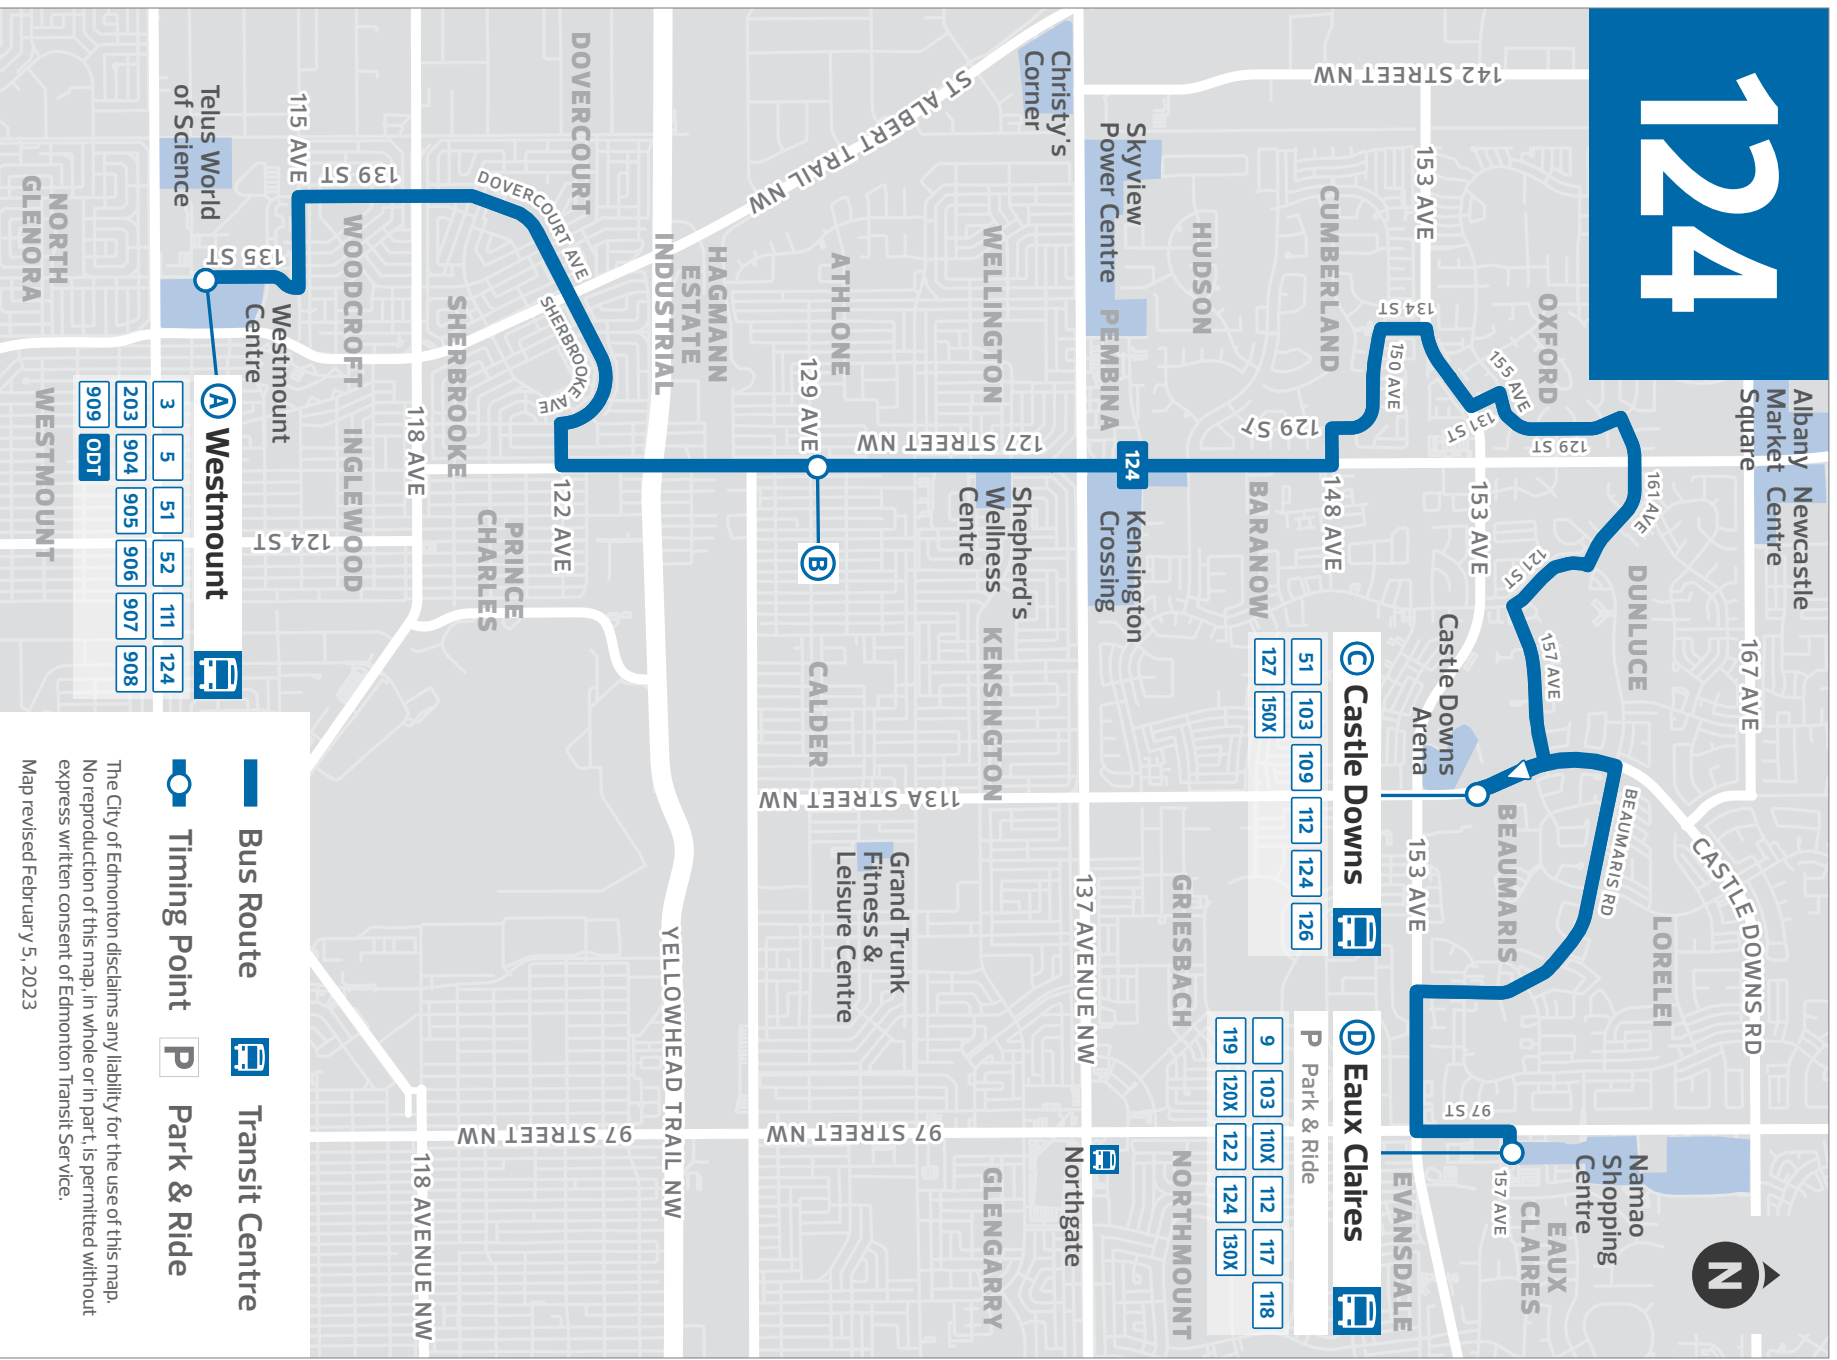 124
142 STREET NW
ST ALBERT TRAIL NW
Christy's
Corner
Skyview
Power Centre
153 AVE
CUMBERLAND
HUDSON
PEMBINA
OXFORD
134 ST
150 AVE
155 AVE
131 ST
129 ST
129 ST
161 AVE
Albany
Market
Square
Newcastle
Centre
167 AVE
DOVERCOURT
115 AVE
139 ST
DOVERCOURT AVE
Telus World
of Science
135 ST
Westmount
Centre
NORTH
GLENORA
WOODCROFT
SHERBROOKE
SHERBROOKE AVE
HAGMANN
ESTATE
INDUSTRIAL
ATHLONE
WELLINGTON
129 AVE
127 STREET NW
124
148 AVE
153 AVE
121 ST
157 AVE
DUNLUCE
BARANOW
Kensington
Crossing
Shepherd's
Wellness
Centre
B
122 AVE
118 AVE
124 ST
INGLEWOOD
PRINCE
CHARLES
WESTMOUNT
A Westmount
3 5 51 52 111 124
203 904 905 906 907 908
909 ODT
CALDER
KENSINGTON
113A STREET NW
Grand Trunk
Fitness &
Leisure Centre
137 AVENUE NW
GRIESBACH
Castle Downs
Arena
C Castle Downs
51 103 109 112 124 126
127 150X
BEAUMARIS
BEAUMARIS RD
CASTLE DOWNS RD
LORELEI
153 AVE
97 ST
D Eaux Claires
P Park & Ride
9 103 110X 112 117 118
119 120X 122 124 130X
157 AVE
Namao
Shopping
Centre
EAUX
CLAIRES
EVANSDALE
NORTHMOUNT
Northgate
GLENGARRY
97 STREET NW
97 STREET NW
YELLOWHEAD TRAIL NW
118 AVENUE NW
N
Bus Route
Transit Centre
Timing Point
P Park & Ride
The City of Edmonton disclaims any liability for the use of this map.
No reproduction of this map, in whole or in part, is permitted without
express written consent of Edmonton Transit Service.
Map revised February 5, 2023